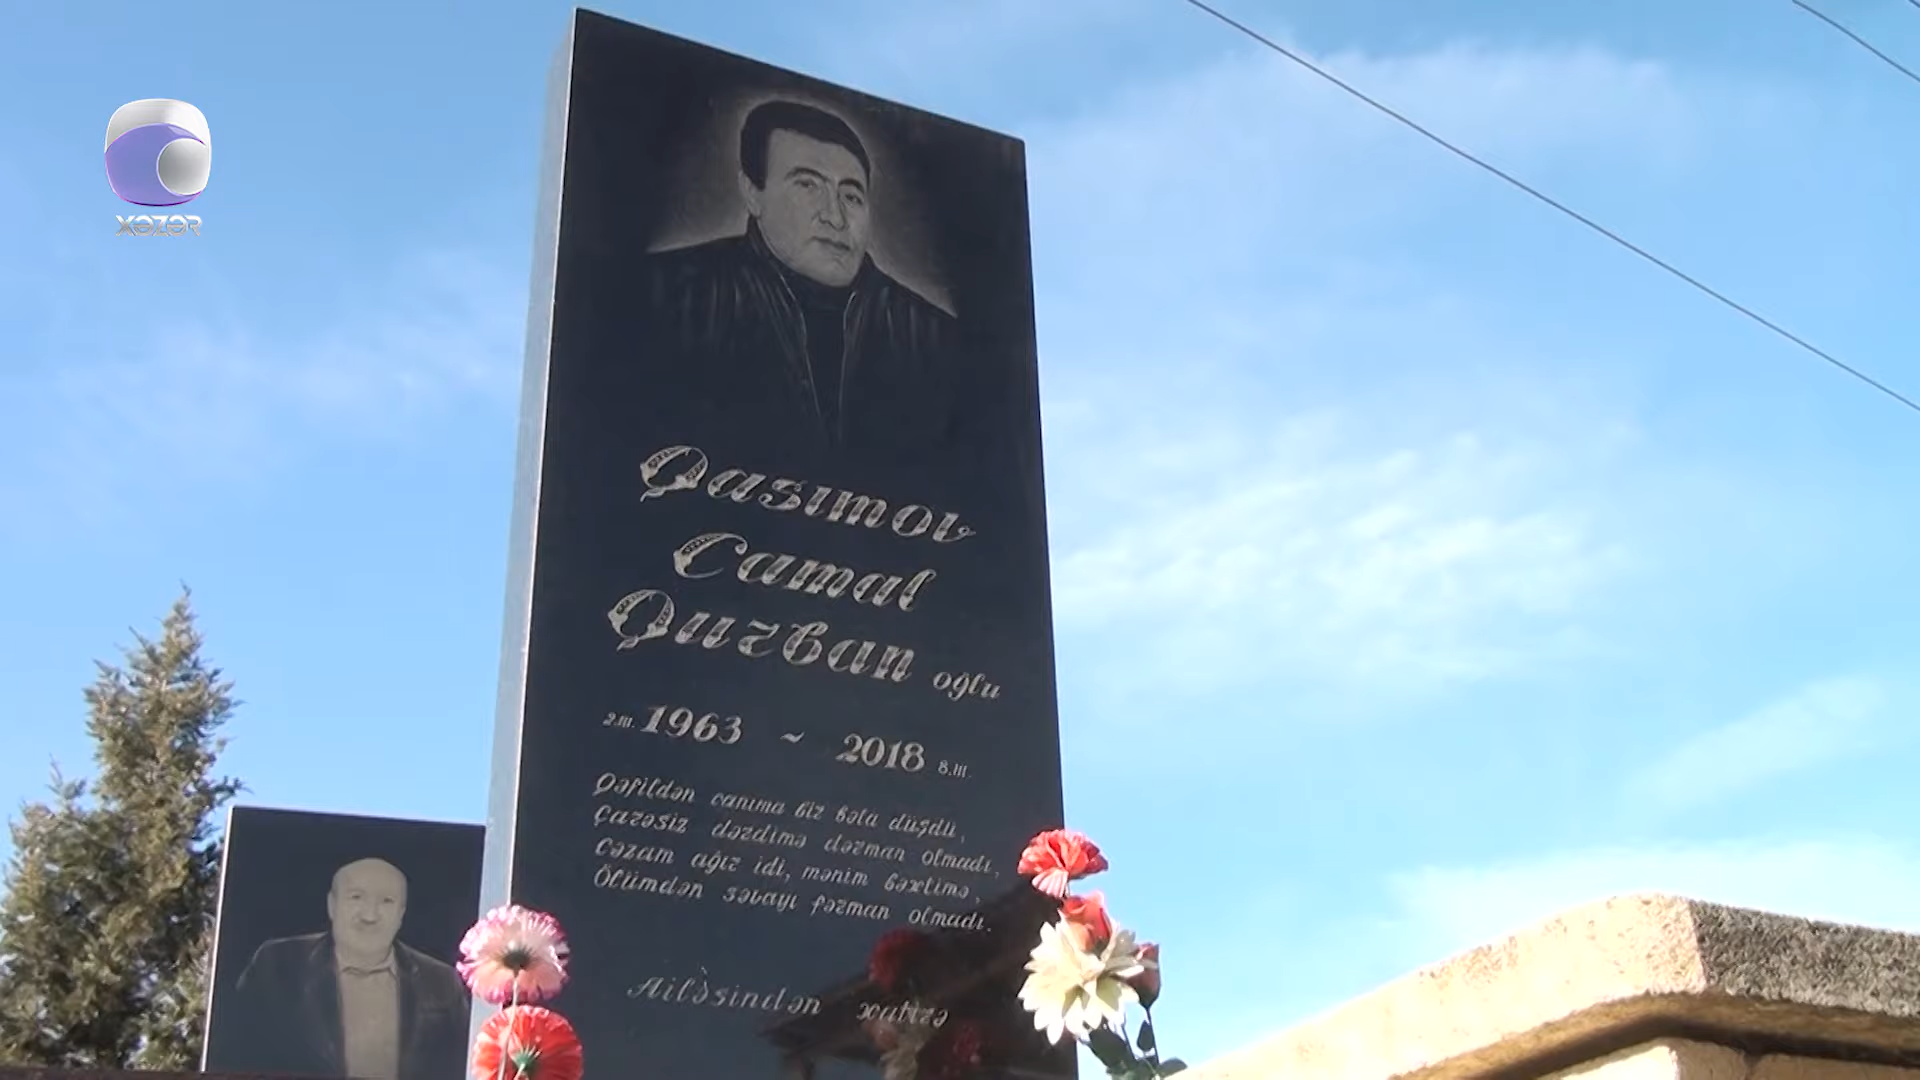 XƏZƏR
Qasımov
Camal
Qurban oğlu
2.III. 1963 ~ 2018 8.III.
Qəfildən canıma bir bəla düşdü,
Çarəsiz dərdimə dərman olmadı,
Cəzam ağır idi, mənim bəxtimə,
Ölümdən savayı fərman olmadı.
Ailəsindən xatirə